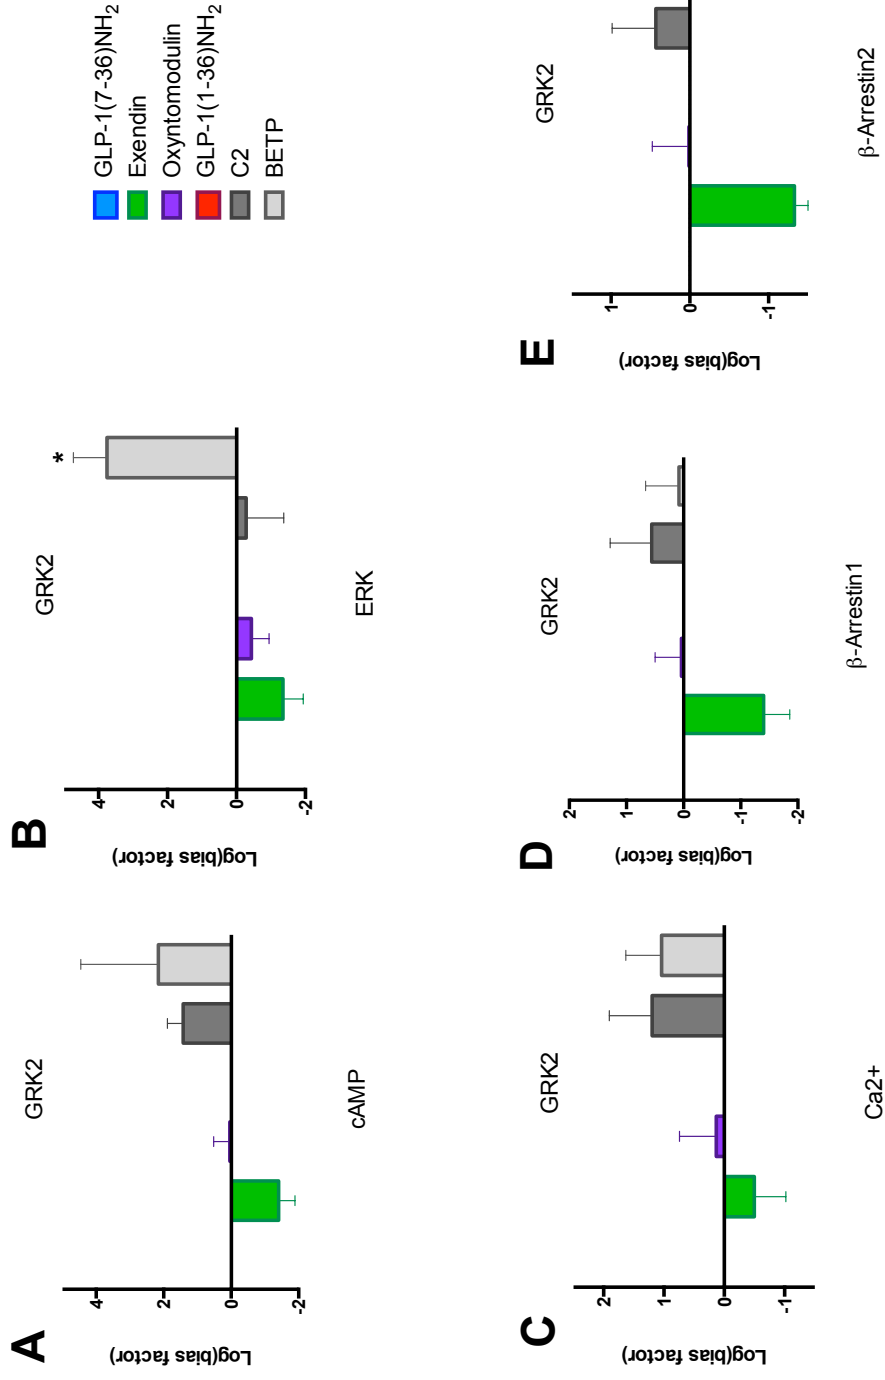 A
GRK2
Log(bias factor)
4
2
0
-2
cAMP
B
GRK2
*
Log(bias factor)
4
2
0
-2
ERK
GLP-1(7-36)NH2
Exendin
Oxyntomodulin
GLP-1(1-36)NH2
C2
BETP
C
GRK2
Log(bias factor)
2
1
0
-1
Ca2+
D
GRK2
Log(bias factor)
2
1
0
-1
-2
β-Arrestin1
E
GRK2
Log(bias factor)
1
0
-1
β-Arrestin2